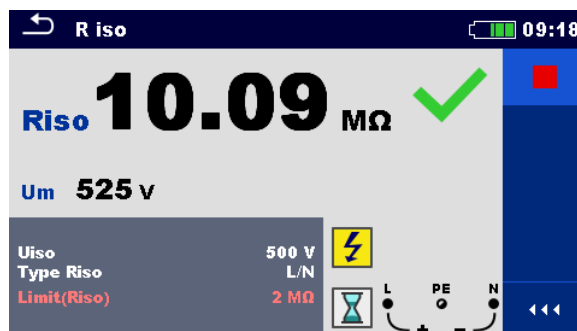 R iso 09:18
Riso 10.09 MΩ
Um 525 V
Uiso 500 V
Type Riso L/N
Limit(Riso) 2 MΩ
L PE N
+ −